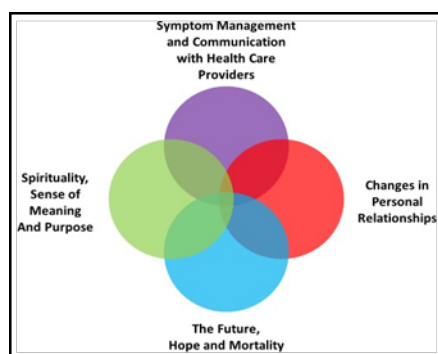 Symptom Management
and Communication
with Health Care
Providers
Spirituality,
Sense of
Meaning
And Purpose
Changes in
Personal
Relationships
The Future,
Hope and Mortality